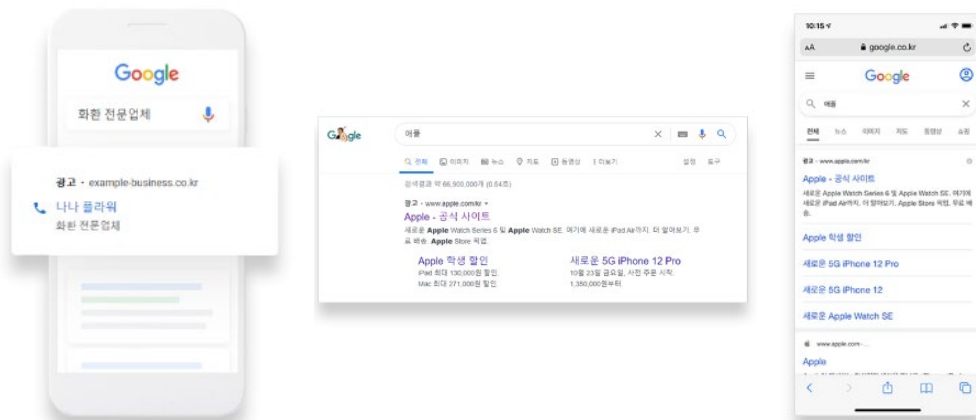 Google
화환 전문업체
광고 · example-business.co.kr
나나 플라워
화환 전문업체
Google
애플
전체 이미지 뉴스 지도 동영상 더보기 설정 도구
검색결과 약 66,900,000개
광고 · www.apple.com/kr
Apple - 공식 사이트
새로운 Apple Watch Series 6 및 Apple Watch SE. 여기에 새로운 iPad Air까지. 더 알아보기. 무
료 배송. Apple Store 픽업.
Apple 학생 할인
iPad 최대 130,000원 할인.
Mac 최대 271,000원 할인.
새로운 5G iPhone 12 Pro
10월 23일 금요일, 사전 주문 시작.
1,350,000원부터.
10:15
AA google.co.kr
Google
애플
전체 뉴스 이미지 지도 동영상 쇼핑
광고 · www.apple.com/kr
Apple - 공식 사이트
새로운 Apple Watch Series 6 및 Apple Watch SE. 여기에
새로운 iPad Air까지. 더 알아보기. Apple Store 픽업. 무료 배
송.
Apple 학생 할인
새로운 5G iPhone 12 Pro
새로운 5G iPhone 12
새로운 Apple Watch SE
www.apple.com ›...
Apple